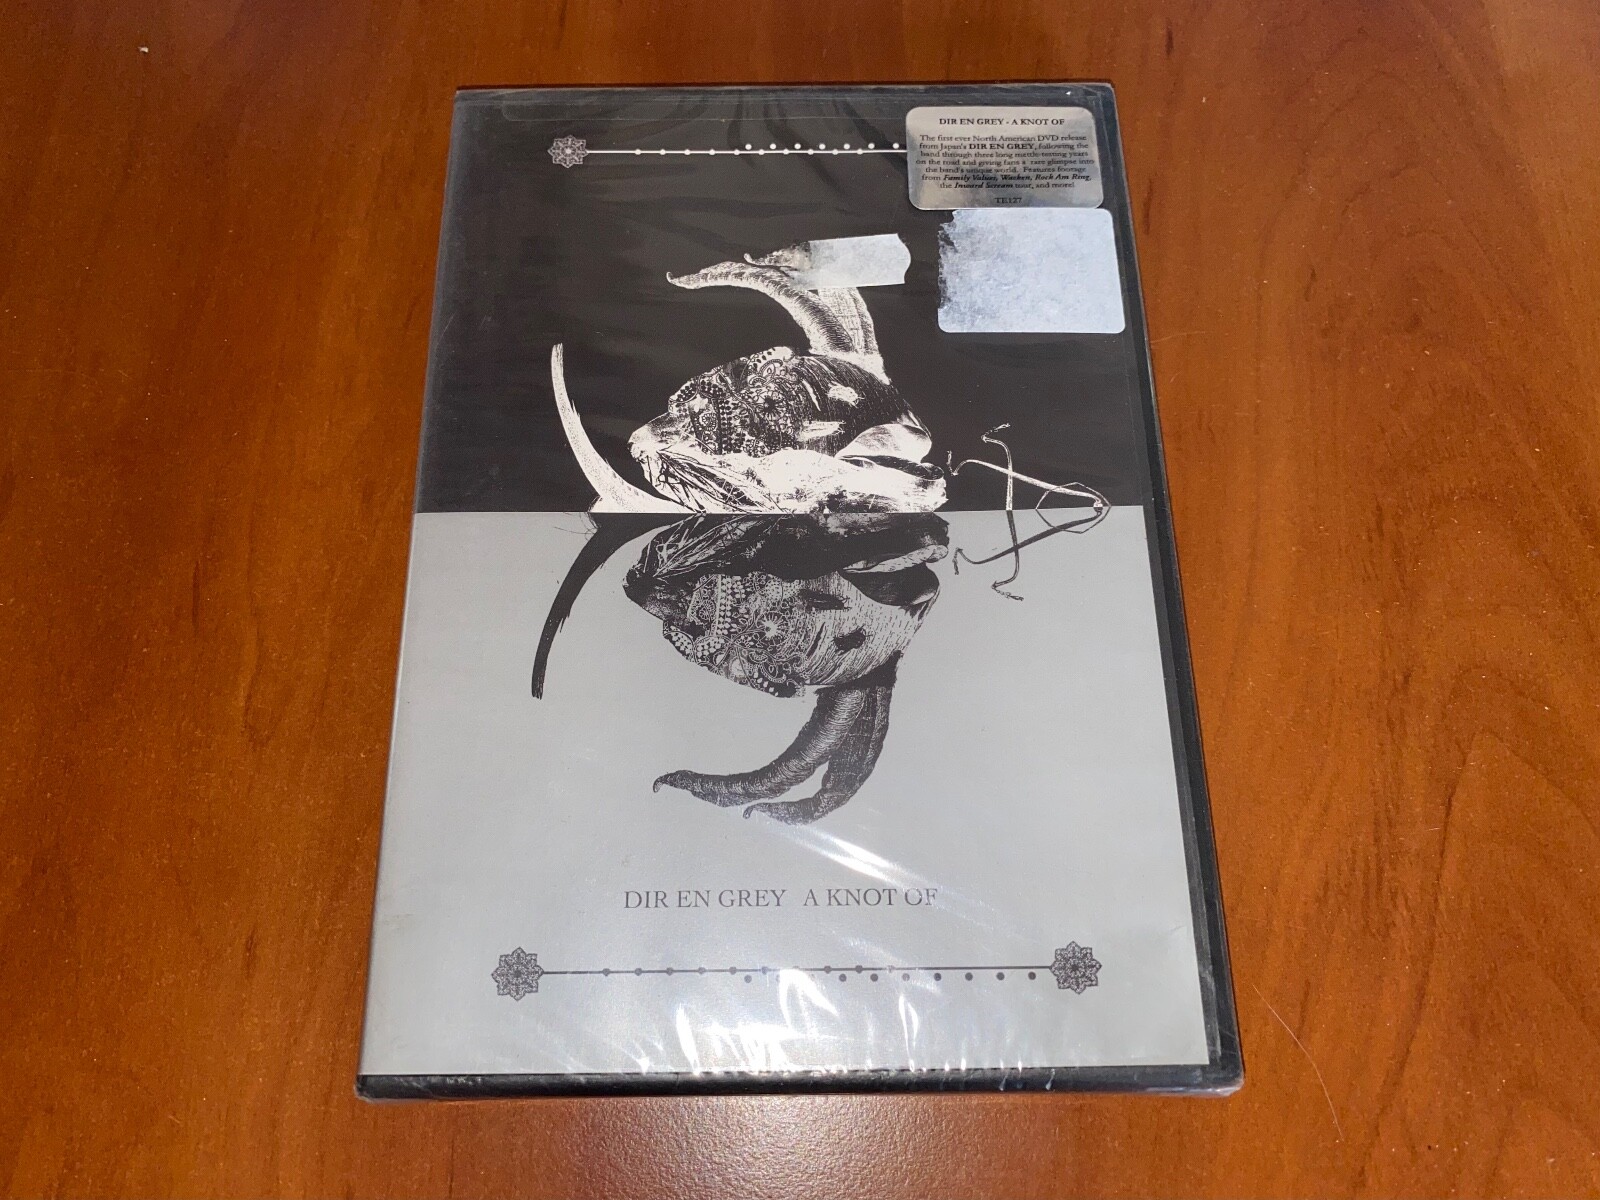 DIR EN GREY - A KNOT OF
The first ever North American DVD release
from Japan's DIR EN GREY, following the
band through three long mettle-testing years
on the road and giving fans a rare glimpse into
the band's unique world. Features footage
from Family Values, Wacken, Rock Am Ring,
the Inward Scream tour, and more!
TE127
DIR EN GREY A KNOT OF